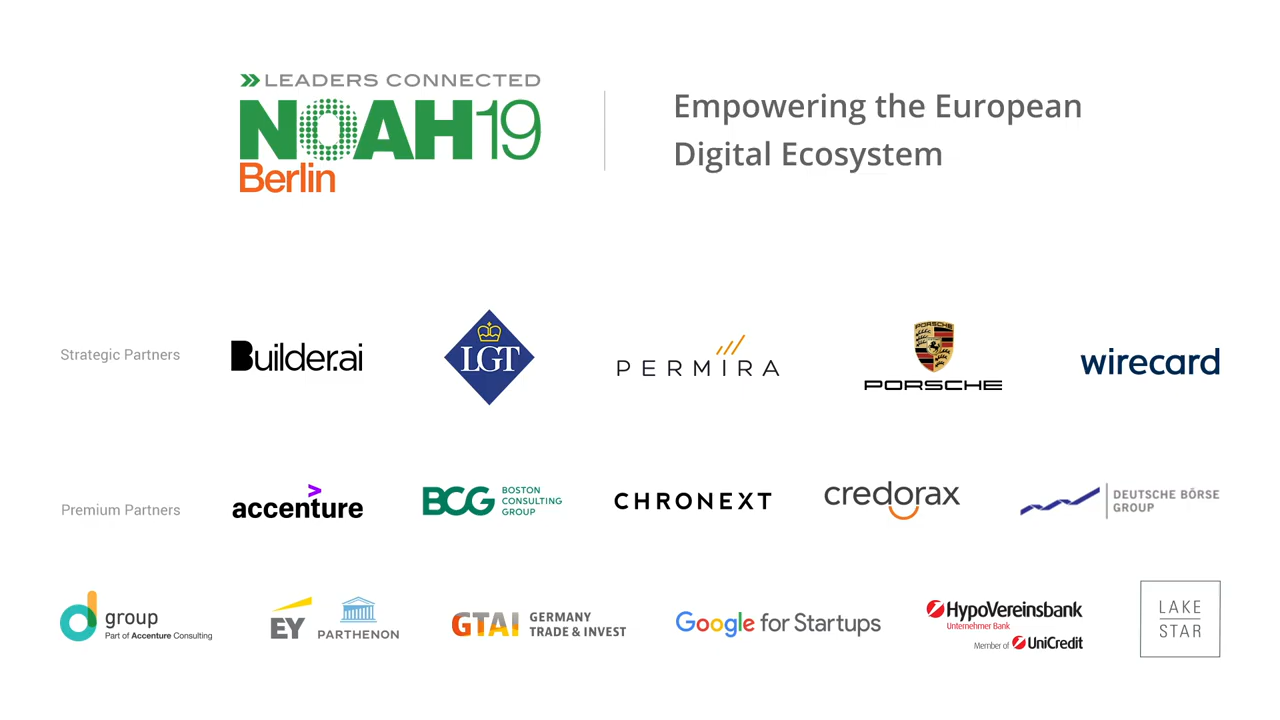 LEADERS CONNECTED
NOAH19
Berlin
Empowering the European
Digital Ecosystem
Strategic Partners
Builder.ai
LGT
PERMIRA
PORSCHE
PORSCHE
wirecard
Premium Partners
accenture
BCG
BOSTON
CONSULTING
GROUP
CHRONEXT
credorax
DEUTSCHE BÖRSE
GROUP
d group
Part of Accenture Consulting
EY
PARTHENON
GTAI
GERMANY
TRADE & INVEST
Google for Startups
HypoVereinsbank
Unternehmer Bank
Member of UniCredit
LAKE
STAR